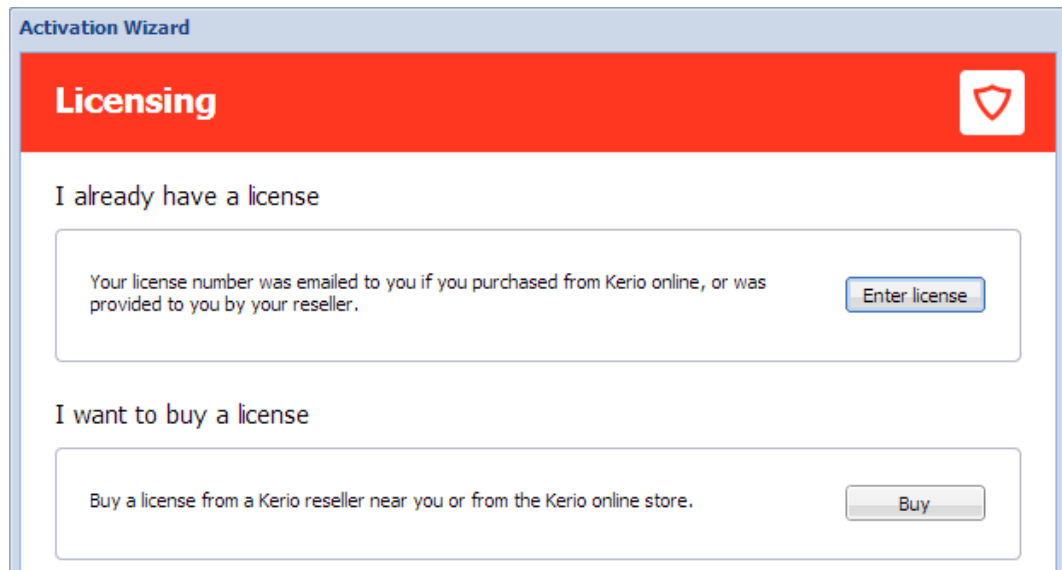 Activation Wizard
Licensing
I already have a license
Your license number was emailed to you if you purchased from Kerio online, or was
provided to you by your reseller.
Enter license
I want to buy a license
Buy a license from a Kerio reseller near you or from the Kerio online store.
Buy